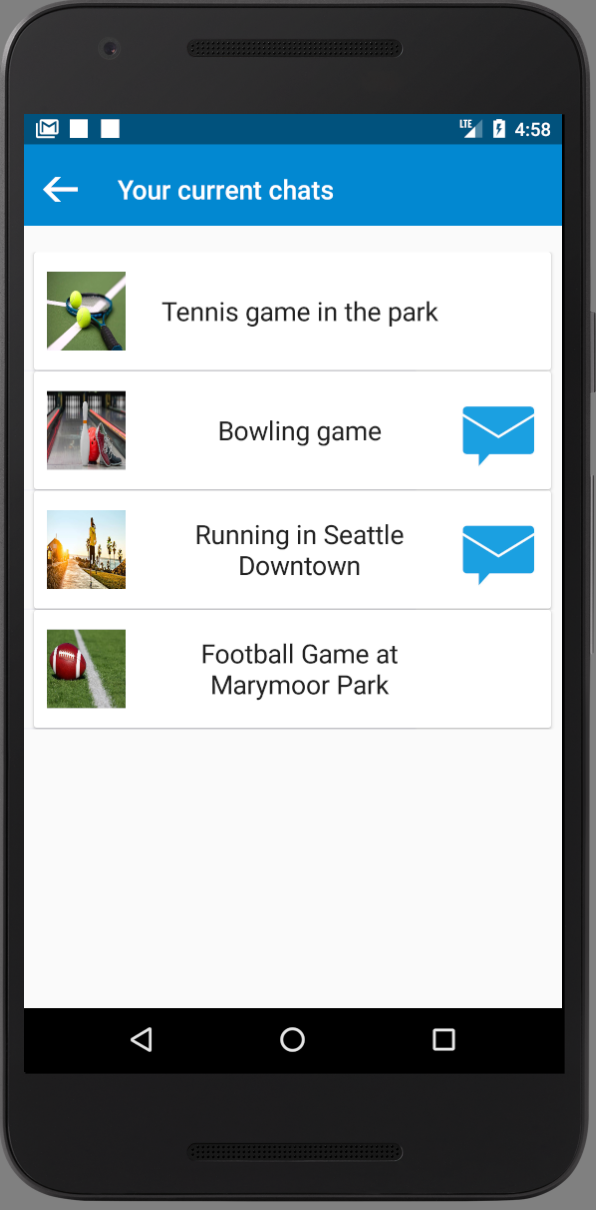 LTE 4:58
Your current chats
Tennis game in the park
Bowling game
Running in Seattle
Downtown
Football Game at
Marymoor Park